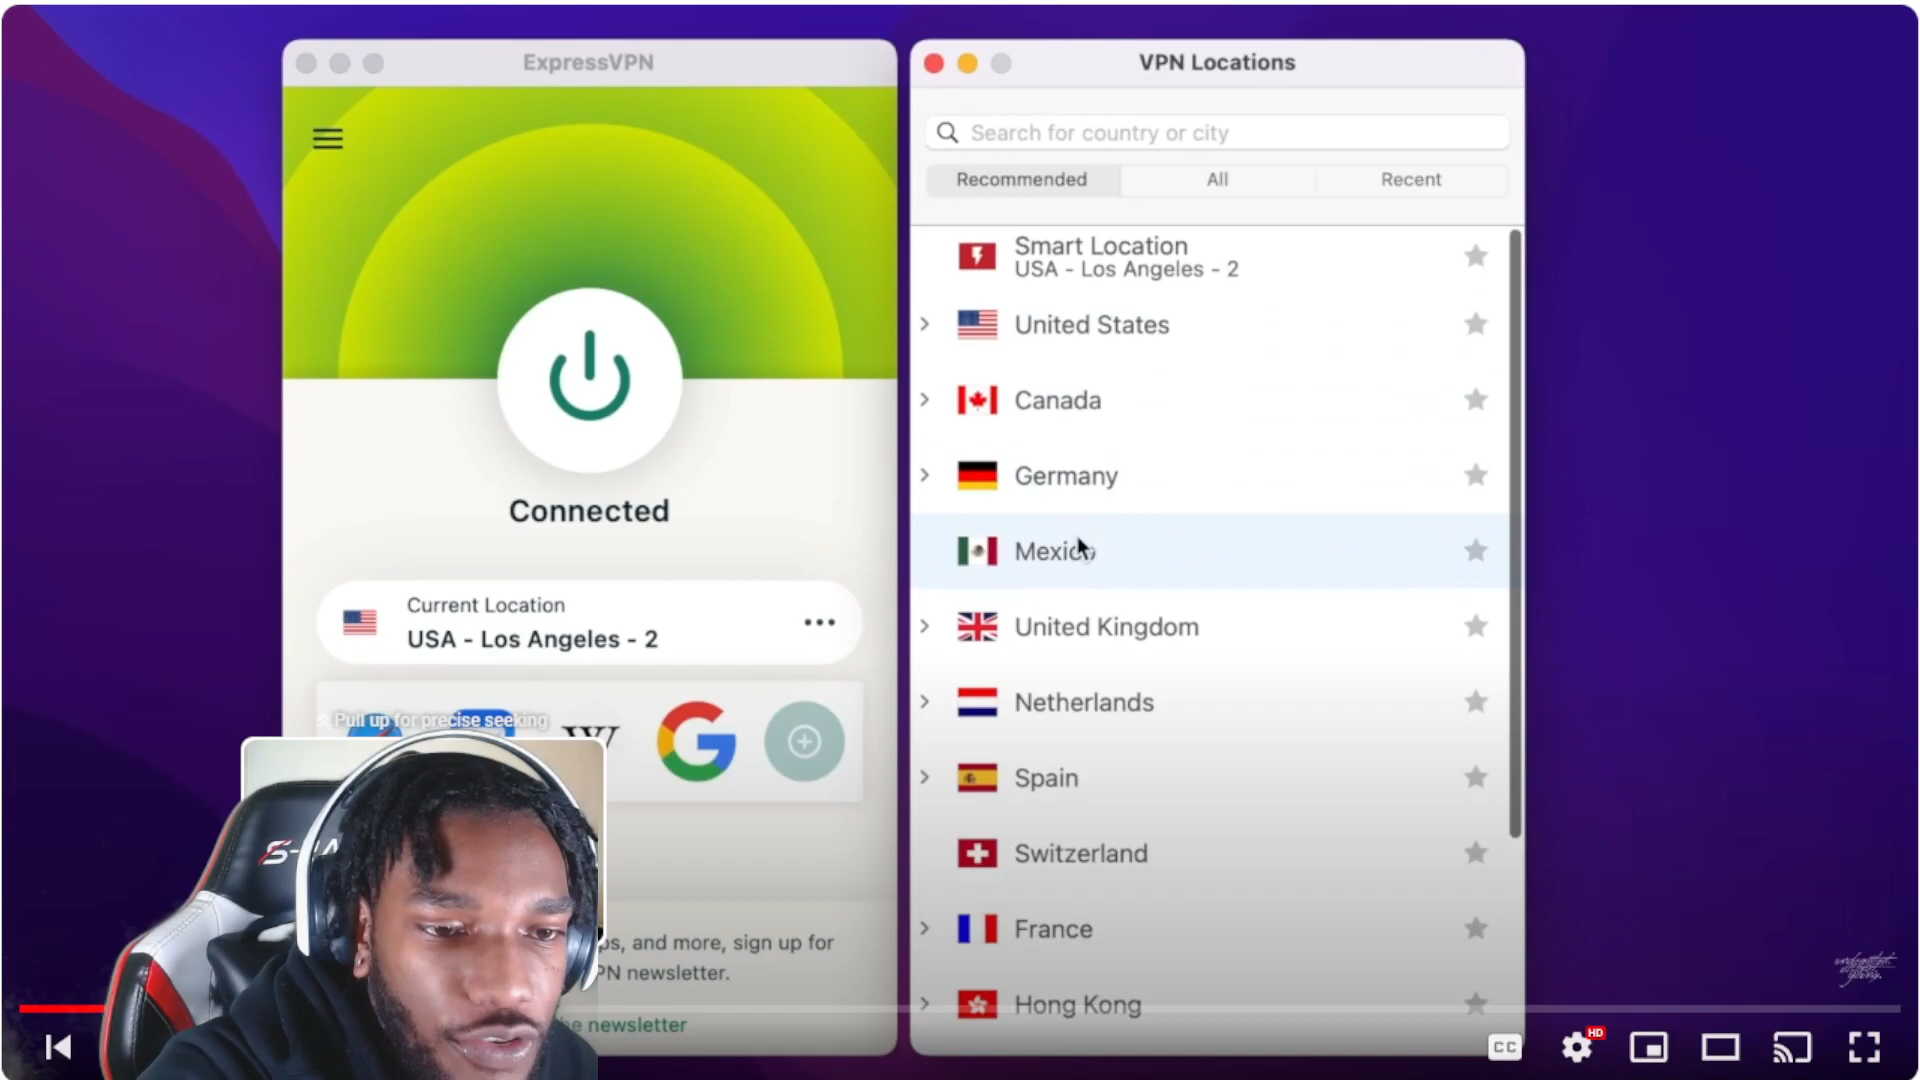 ExpressVPN
Connected
Current Location
USA - Los Angeles - 2
Pull up for precise seeking
W
G
ps, and more, sign up for
PN newsletter.
he newsletter
VPN Locations
Search for country or city
Recommended
All
Recent
Smart Location
USA - Los Angeles - 2
United States
Canada
Germany
Mexico
United Kingdom
Netherlands
Spain
Switzerland
France
Hong Kong
CC
HD